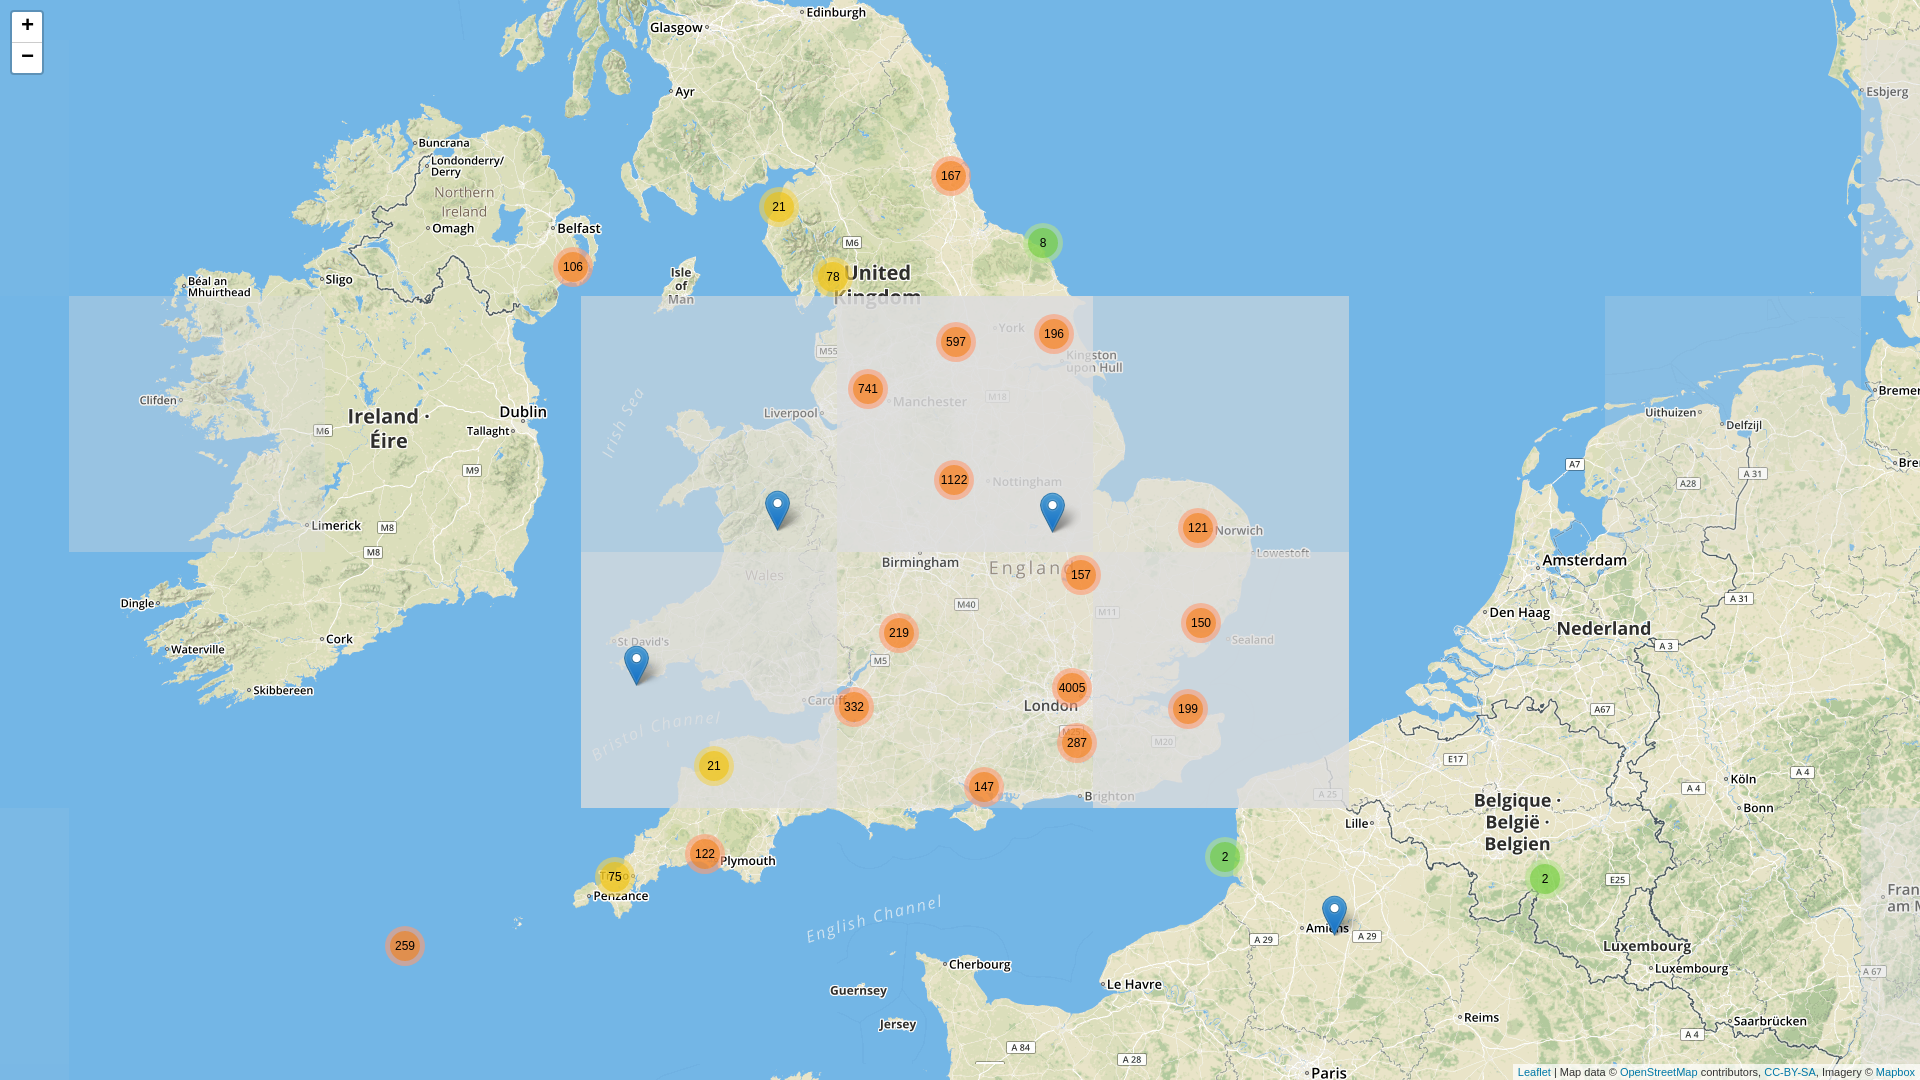 +
−
Edinburgh
Glasgow
Ayr
Esbjerg
Buncrana
Londonderry/
Derry
Northern
Ireland
Omagh
Belfast
167
21
8
M6
106
78
United
Kingdom
Isle
of
Man
Sligo
Béal an
Mhuirthead
597
196
York
M55
Kingston
upon Hull
741
Manchester
M18
Liverpool
Irish Sea
Clifden
M6
Ireland ·
Éire
Dublin
Tallaght
M9
1122
Nottingham
Limerick
M8
M8
121
Norwich
Lowestoft
Birmingham
England
157
Wales
M40
M11
219
150
Sealand
St David's
M5
Dingle
Waterville
Cork
Skibbereen
4005
London
199
332
287
M20
Bristol Channel
21
147
Brighton
A 25
122
Plymouth
75
Penzance
259
English Channel
Guernsey
Jersey
Cherbourg
Le Havre
2
Amiens
A 29
A 29
Lille
2
E17
Belgique ·
België ·
Belgien
E25
Luxembourg
Luxembourg
Reims
Saarbrücken
A 4
A 84
A 28
Paris
Uithuizen
Delfzijl
A7
A28
A 31
Amsterdam
Den Haag
Nederland
A 31
A 3
A67
A 4
A 4
Köln
Bonn
A 67
Leaflet | Map data © OpenStreetMap contributors, CC-BY-SA, Imagery © Mapbox